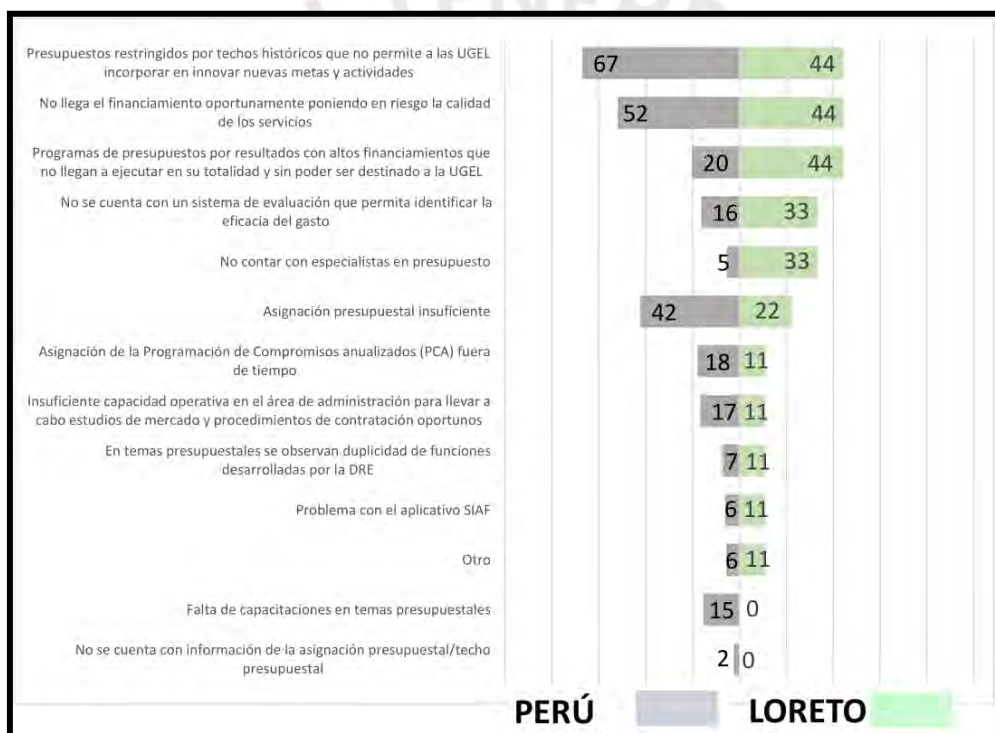 Presupuestos restringidos por techos históricos que no permite a las UGEL
incorporar en innovar nuevas metas y actividades
67 44
No llega el financiamiento oportunamente poniendo en riesgo la calidad
de los servicios
52 44
Programas de presupuestos por resultados con altos financiamientos que
no llegan a ejecutar en su totalidad y sin poder ser destinado a la UGEL
20 44
No se cuenta con un sistema de evaluación que permita identificar la
eficacia del gasto
16 33
No contar con especialistas en presupuesto
5 33
Asignación presupuestal insuficiente
42 22
Asignación de la Programación de Compromisos anualizados (PCA) fuera
de tiempo
18 11
Insuficiente capacidad operativa en el área de administración para llevar a
cabo estudios de mercado y procedimientos de contratación oportunos
17 11
En temas presupuestales se observan duplicidad de funciones
desarrolladas por la DRE
7 11
Problema con el aplicativo SIAF
6 11
Otro
6 11
Falta de capacitaciones en temas presupuestales
15 0
No se cuenta con información de la asignación presupuestal/techo
presupuestal
2 0
PERÚ LORETO